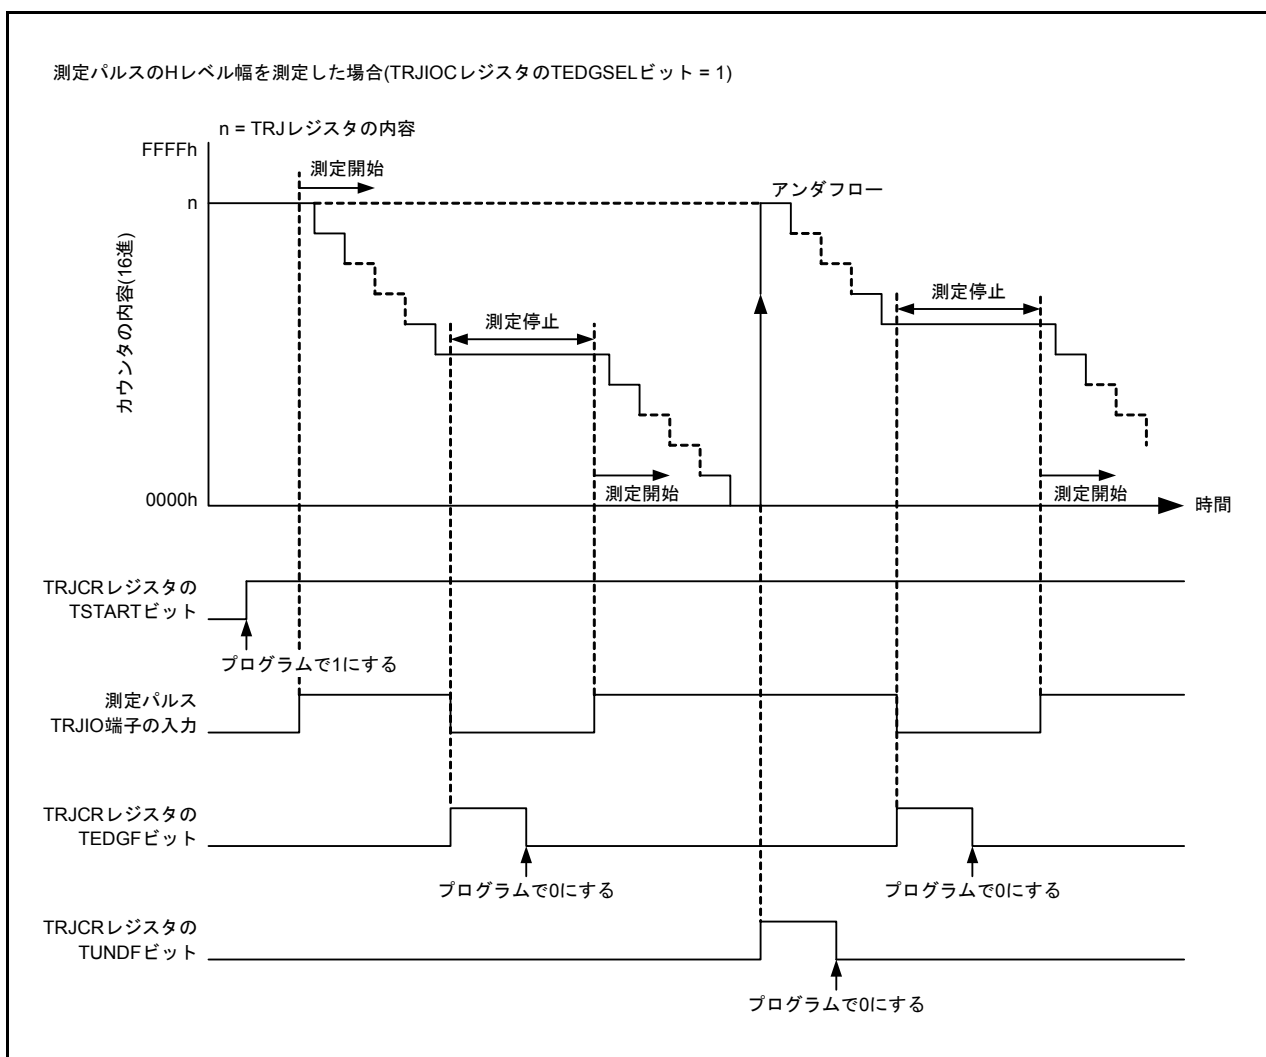 測定パルスのHレベル幅を測定した場合(TRJIOCレジスタのTEDGSELビット = 1)
n = TRJレジスタの内容
FFFFh
測定開始
n
アンダフロー
カウンタの内容(16進)
測定停止
測定停止
測定開始
測定開始
0000h
時間
TRJCRレジスタの
TSTARTビット
プログラムで1にする
測定パルス
TRJIO端子の入力
TRJCRレジスタの
TEDGFビット
プログラムで0にする
プログラムで0にする
TRJCRレジスタの
TUNDFビット
プログラムで0にする